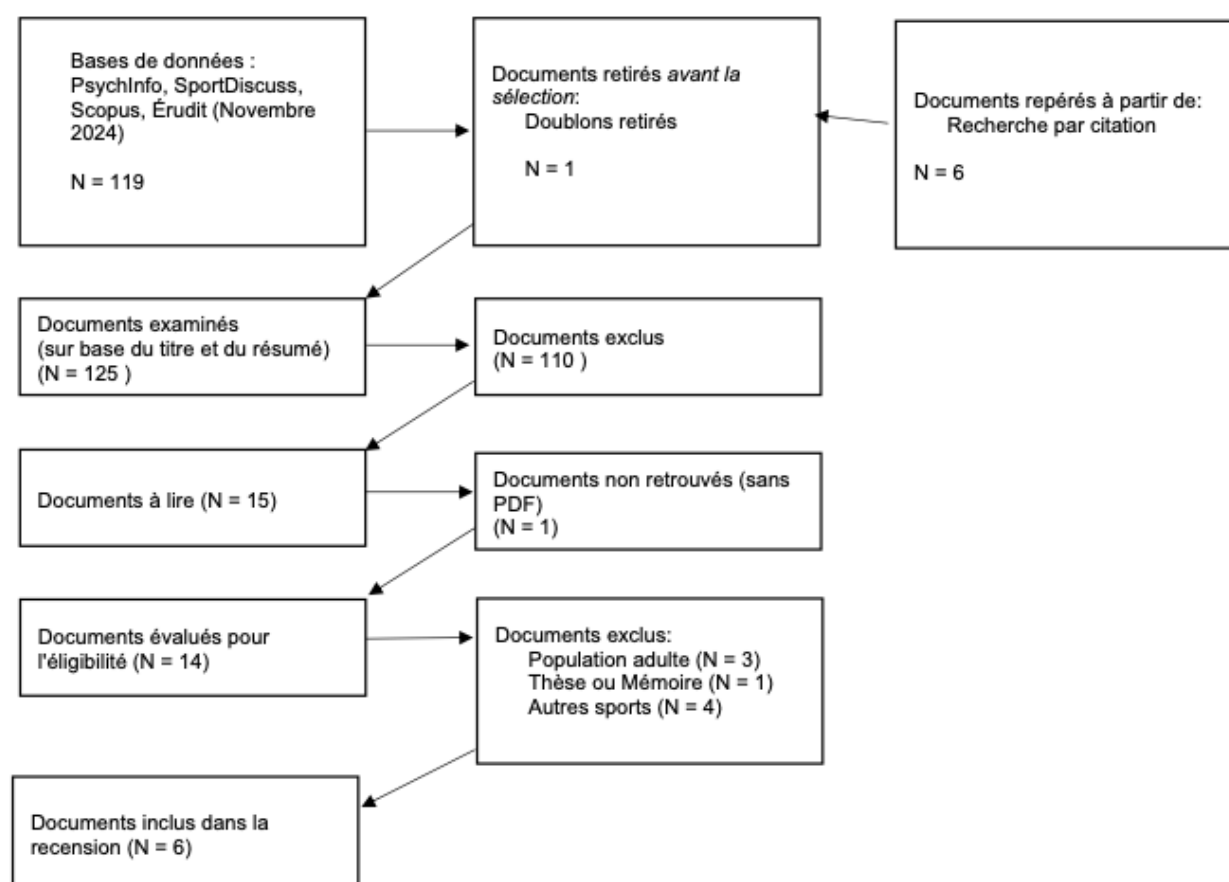 Bases de données :
PsychInfo, SportDiscuss,
Scopus, Érudit (Novembre
2024)
N = 119
Documents retirés avant la
sélection:
Doublons retirés
N = 1
Documents repérés à partir de:
Recherche par citation
N = 6
Documents examinés
(sur base du titre et du résumé)
(N = 125 )
Documents exclus
(N = 110 )
Documents à lire (N = 15)
Documents non retrouvés (sans
PDF)
(N = 1)
Documents évalués pour
l'éligibilité (N = 14)
Documents exclus:
Population adulte (N = 3)
Thèse ou Mémoire (N = 1)
Autres sports (N = 4)
Documents inclus dans la
recension (N = 6)